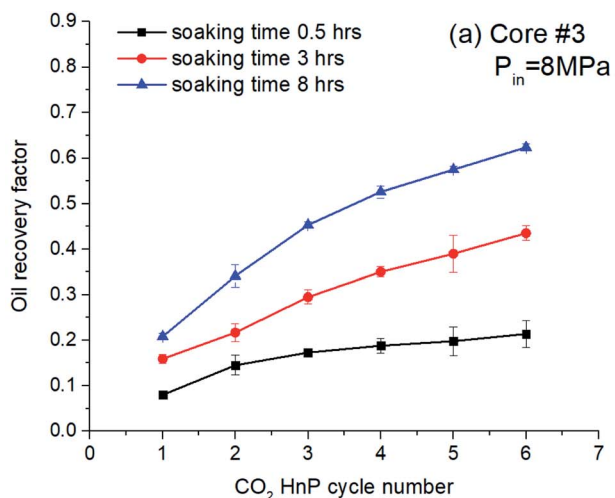 0.9
0.8
0.7
0.6
0.5
0.4
0.3
0.2
0.1
0.0
Oil recovery factor
soaking time 0.5 hrs
soaking time 3 hrs
soaking time 8 hrs
(a) Core #3
P_in=8MPa
0 1 2 3 4 5 6 7
CO₂ HnP cycle number